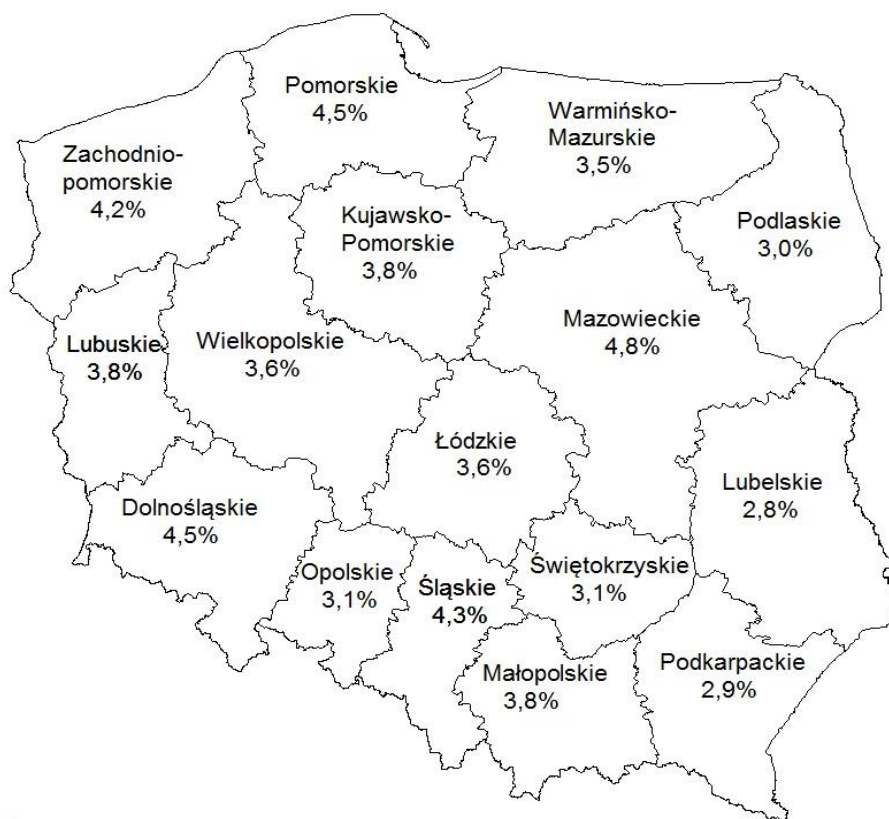 Pomorskie
4,5%
Warmińsko-
Mazurskie
3,5%
Zachodnio-
pomorskie
4,2%
Kujawsko-
Pomorskie
3,8%
Podlaskie
3,0%
Lubuskie
3,8%
Wielkopolskie
3,6%
Mazowieckie
4,8%
Łódzkie
3,6%
Lubelskie
2,8%
Dolnośląskie
4,5%
Opolskie
3,1%
Śląskie
4,3%
Świętokrzyskie
3,1%
Małopolskie
3,8%
Podkarpackie
2,9%